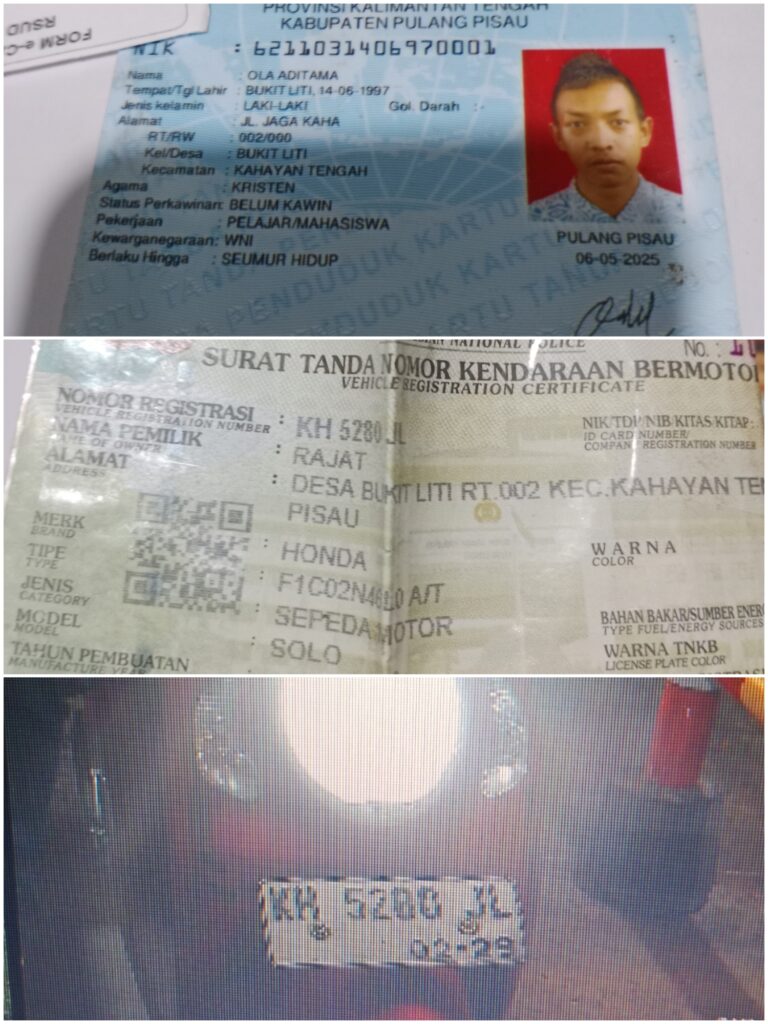 FORM e-C
RSUD
PROVINSI KALIMANTAN TENGAH
KABUPATEN PULANG PISAU
NIK : 6211031406970001
Nama : OLA ADITAMA
Tempat/Tgl Lahir : BUKIT LITI, 14-06-1997
Jenis kelamin : LAKI-LAKI Gol. Darah : -
Alamat : JL. JAGA KAHA
RT/RW : 002/000
Kel/Desa : BUKIT LITI
Kecamatan : KAHAYAN TENGAH
Agama : KRISTEN
Status Perkawinan: BELUM KAWIN
Pekerjaan : PELAJAR/MAHASISWA
Kewarganegaraan: WNI
Berlaku Hingga : SEUMUR HIDUP
PULANG PISAU
06-05-2025
NATIONAL POLICE
No. :
SURAT TANDA NOMOR KENDARAAN BERMOTO
VEHICLE REGISTRATION CERTIFICATE
NOMOR REGISTRASI : KH 5280 JL
VEHICLE REGISTRATION NUMBER
NAMA PEMILIK : RAJAT
NAME OF OWNER
ALAMAT : DESA BUKIT LITI RT.002 KEC.KAHAYAN TE
ADDRESS
PISAU
MERK : HONDA
BRAND
TIPE : A/T
TYPE
JENIS : SEPEDA MOTOR
CATEGORY
MODEL : SOLO
MODEL
TAHUN PEMBUATAN
MANUFACTURE YEAR
NIK/TDP/NIB/KITAS/KITAP :
ID CARD NUMBER/
COMPANY REGISTRATION NUMBER
WARNA
COLOR
BAHAN BAKAR/SUMBER ENER
TYPE FUEL/ENERGY SOURCES
WARNA TNKB
LICENSE PLATE COLOR
KH 5280 JL